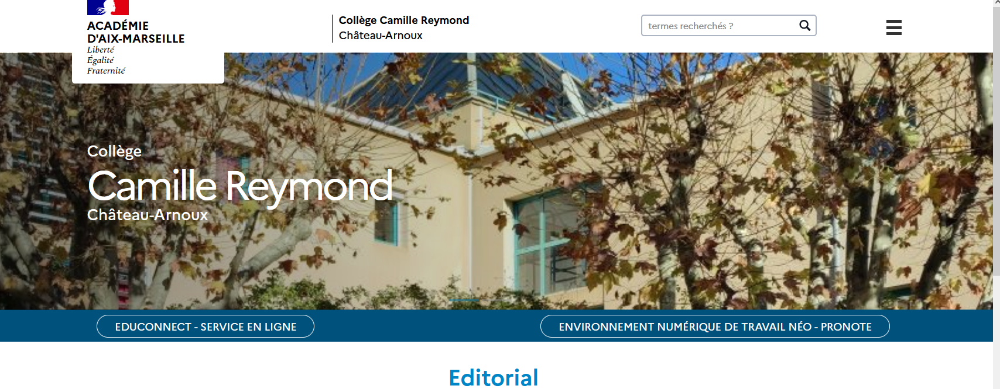 ACADÉMIE
D'AIX-MARSEILLE
Liberté
Égalité
Fraternité
Collège Camille Reymond
Château-Arnoux
termes recherchés ?
Collège
Camille Reymond
Château-Arnoux
EDUCONNECT - SERVICE EN LIGNE
ENVIRONNEMENT NUMÉRIQUE DE TRAVAIL NÉO - PRONOTE
Editorial